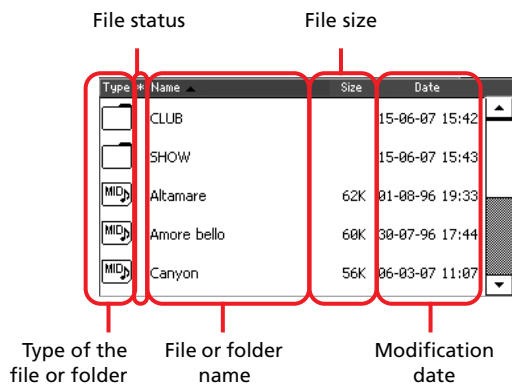 File status File size
Type * Name Size Date
CLUB 15-06-07 15:42
SHOW 15-06-07 15:43
MID Altamare 62K 01-08-96 19:33
MID Amore bello 60K 30-07-96 17:44
MID Canyon 56K 06-03-07 11:07
Type of the file or folder
File or folder name
Modification date